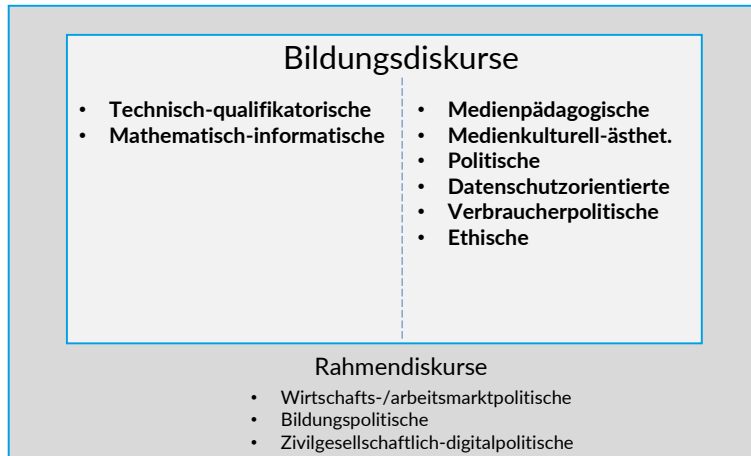 Bildungsdiskurse
• Technisch-qualifikatorische
• Mathematisch-informatische
• Medienpädagogische
• Medienkulturell-ästhet.
• Politische
• Datenschutzorientierte
• Verbraucherpolitische
• Ethische
Rahmendiskurse
• Wirtschafts-/arbeitsmarktpolitische
• Bildungspolitische
• Zivilgesellschaftlich-digitalpolitische